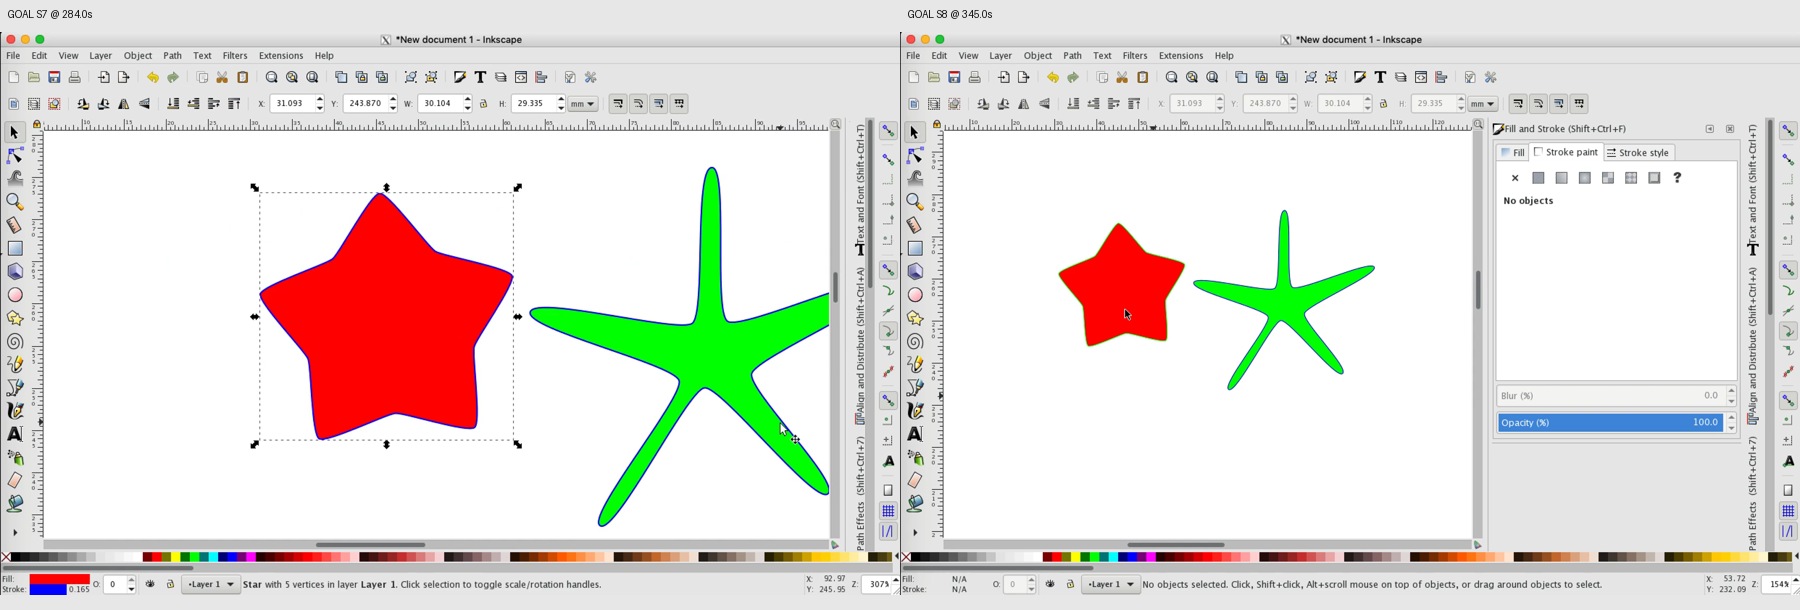 GOAL S7 @ 284.0s
*New document 1 - Inkscape
File Edit View Layer Object Path Text Filters Extensions Help
X: 31.093 Y: 243.870 W: 30.104 H: 29.335 mm
Text and Font (Shift+Ctrl+T)
Align and Distribute (Shift+Ctrl+A)
Path Effects (Shift+Ctrl+7)
Fill:
Stroke: 0.165
O: 0
Layer 1
Star with 5 vertices in layer Layer 1. Click selection to toggle scale/rotation handles.
X: 92.97
Y: 245.95
Z: 307%
GOAL S8 @ 345.0s
*New document 1 - Inkscape
File Edit View Layer Object Path Text Filters Extensions Help
X: 31.093 Y: 243.870 W: 30.104 H: 29.335 mm
Fill and Stroke (Shift+Ctrl+F)
Fill Stroke paint Stroke style
?
No objects
Blur (%) 0.0
Opacity (%) 100.0
Text and Font (Shift+Ctrl+T)
Align and Distribute (Shift+Ctrl+A)
Path Effects (Shift+Ctrl+7)
Fill: N/A
Stroke: N/A
O: 0
Layer 1
No objects selected. Click, Shift+click, Alt+scroll mouse on top of objects, or drag around objects to select.
X: 53.72
Y: 232.09
Z: 154%